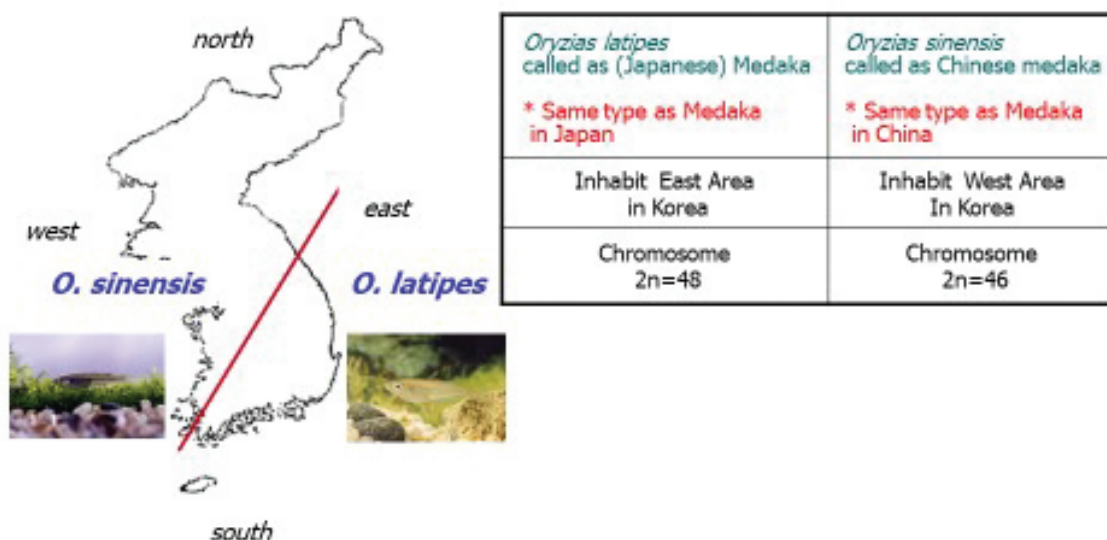 north
west
east
O. sinensis
O. latipes
south
Oryzias latipes
called as (Japanese) Medaka
* Same type as Medaka
in Japan
Oryzias sinensis
called as Chinese medaka
* Same type as Medaka
in China
Inhabit East Area
in Korea
Inhabit West Area
In Korea
Chromosome
2n=48
Chromosome
2n=46